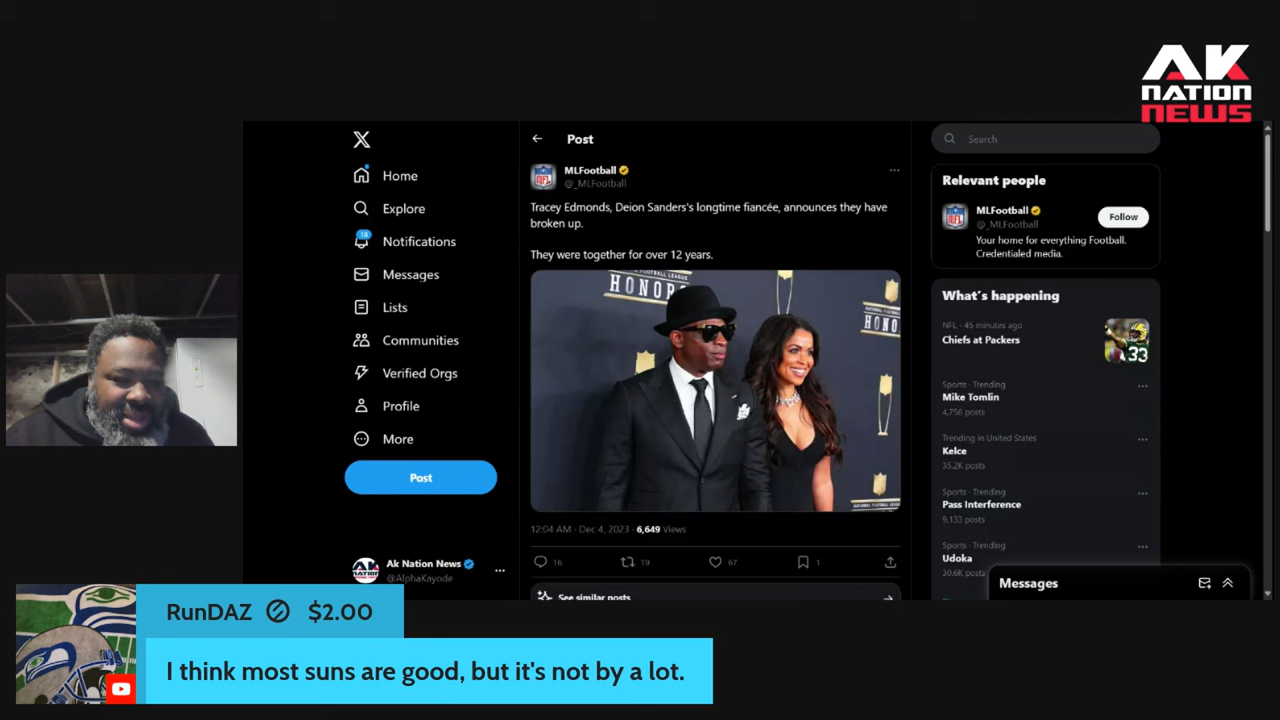 AK
NATION
NEWS
X
Home
Explore
18
Notifications
Messages
Lists
Communities
Verified Orgs
Profile
More
Post
Ak Nation News
@AlphaKayode
Post
MLFootball
@_MLFootball
Tracey Edmonds, Deion Sanders's longtime fiancée, announces they have
broken up.
They were together for over 12 years.
FOOTBALL LEAGUE
HONORS
HONO
12:04 AM · Dec 4, 2023 · 6,649 Views
16
19
67
1
See similar posts
Search
Relevant people
MLFootball
@_MLFootball
Follow
Your home for everything Football.
Credentialed media.
What's happening
NFL · 45 minutes ago
Chiefs at Packers
33
Sports · Trending
Mike Tomlin
4,756 posts
Trending in United States
Kelce
35.2K posts
Sports · Trending
Pass Interference
9,133 posts
Sports · Trending
Udoka
30.6K posts
Messages
RunDAZ $2.00
I think most suns are good, but it's not by a lot.